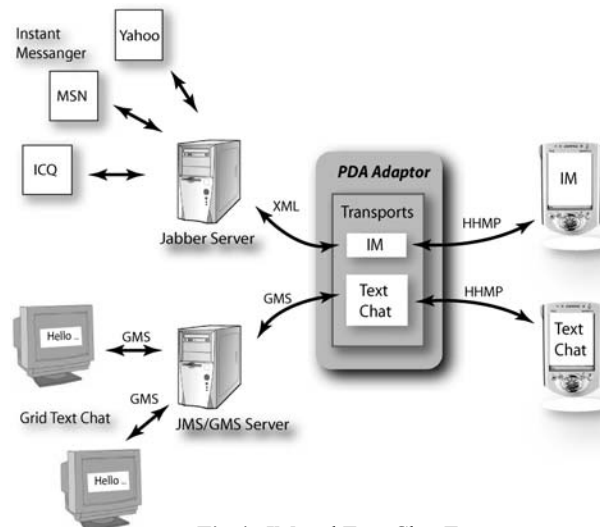 Instant
Messanger
Yahoo
MSN
ICQ
Jabber Server
XML
PDA Adaptor
Transports
IM
Text
Chat
HHMP
IM
HHMP
Text
Chat
GMS
Hello ...
GMS
GMS
Grid Text Chat
JMS/GMS Server
Hello ...